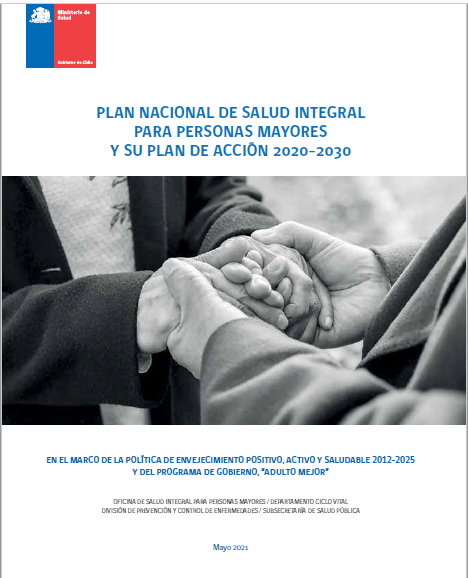 Ministerio de
Salud
Gobierno de Chile
PLAN NACIONAL DE SALUD INTEGRAL
PARA PERSONAS MAYORES
Y SU PLAN DE ACCIÓN 2020-2030
EN EL MARCO DE LA POLÍTICA DE ENVEJECIMIENTO POSITIVO, ACTIVO Y SALUDABLE 2012-2025
Y DEL PROGRAMA DE GOBIERNO, “ADULTO MEJOR”
OFICINA DE SALUD INTEGRAL PARA PERSONAS MAYORES / DEPARTAMENTO CICLO VITAL
DIVISIÓN DE PREVENCIÓN Y CONTROL DE ENFERMEDADES/ SUBSECRETARÍA DE SALUD PÚBLICA
Mayo 2021